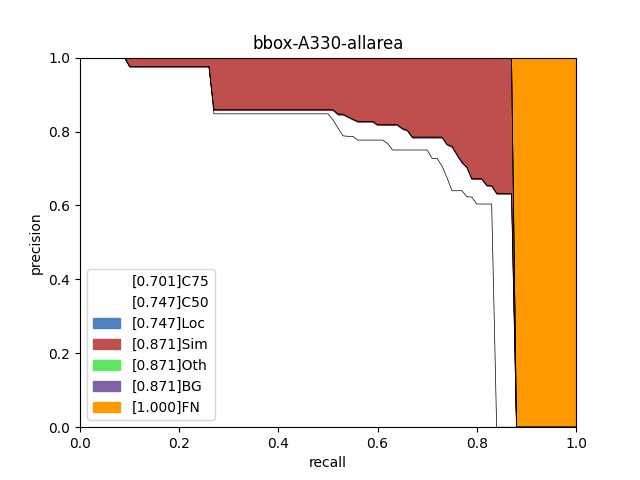 bbox-A330-allarea
1.0
0.8
0.6
0.4
0.2
0.0
precision
[0.701]C75
[0.747]C50
[0.747]Loc
[0.871]Sim
[0.871]Oth
[0.871]BG
[1.000]FN
0.0 0.2 0.4 0.6 0.8 1.0
recall